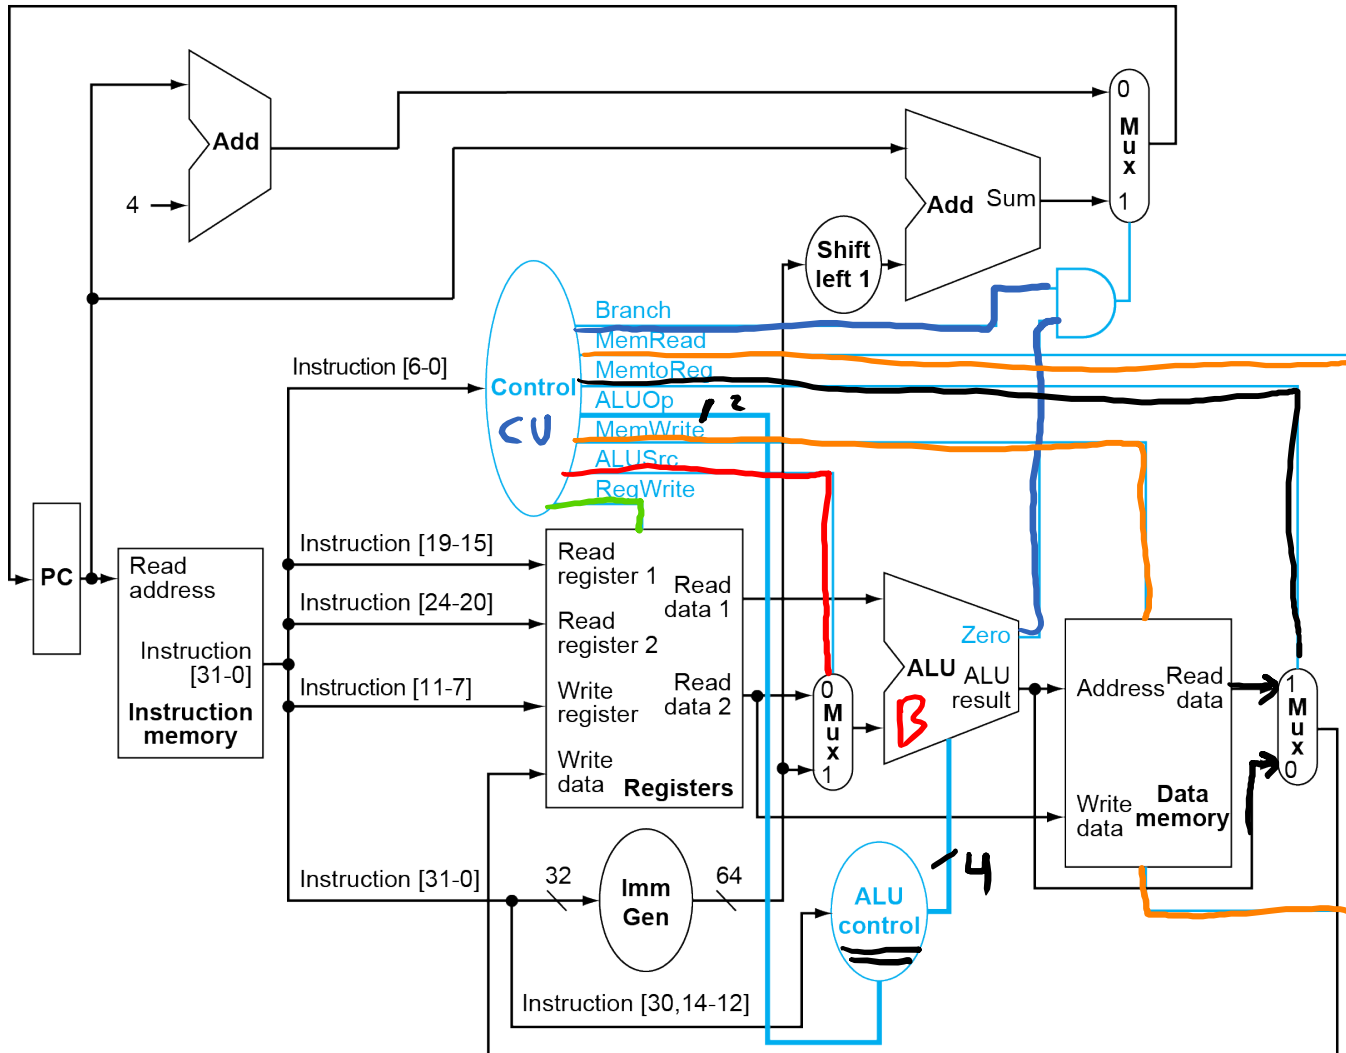 0
M
u
x
1
Add
4
Add Sum
Shift
left 1
Branch
MemRead
MemtoReg
ALUOp
2
MemWrite
ALUSrc
RegWrite
Instruction [6-0]
Control
CU
Instruction [19-15]
Instruction [24-20]
Instruction [11-7]
Instruction [31-0]
PC
Read
address
Instruction
[31-0]
Instruction
memory
Read
register 1
Read
register 2
Write
register
Write
data
Read
data 1
Read
data 2
Registers
0
M
u
x
1
Zero
ALU
ALU
result
B
Address
Read
data
Write
data
Data
memory
1
M
u
x
0
32
Imm
Gen
64
ALU
control
4
Instruction [30,14-12]